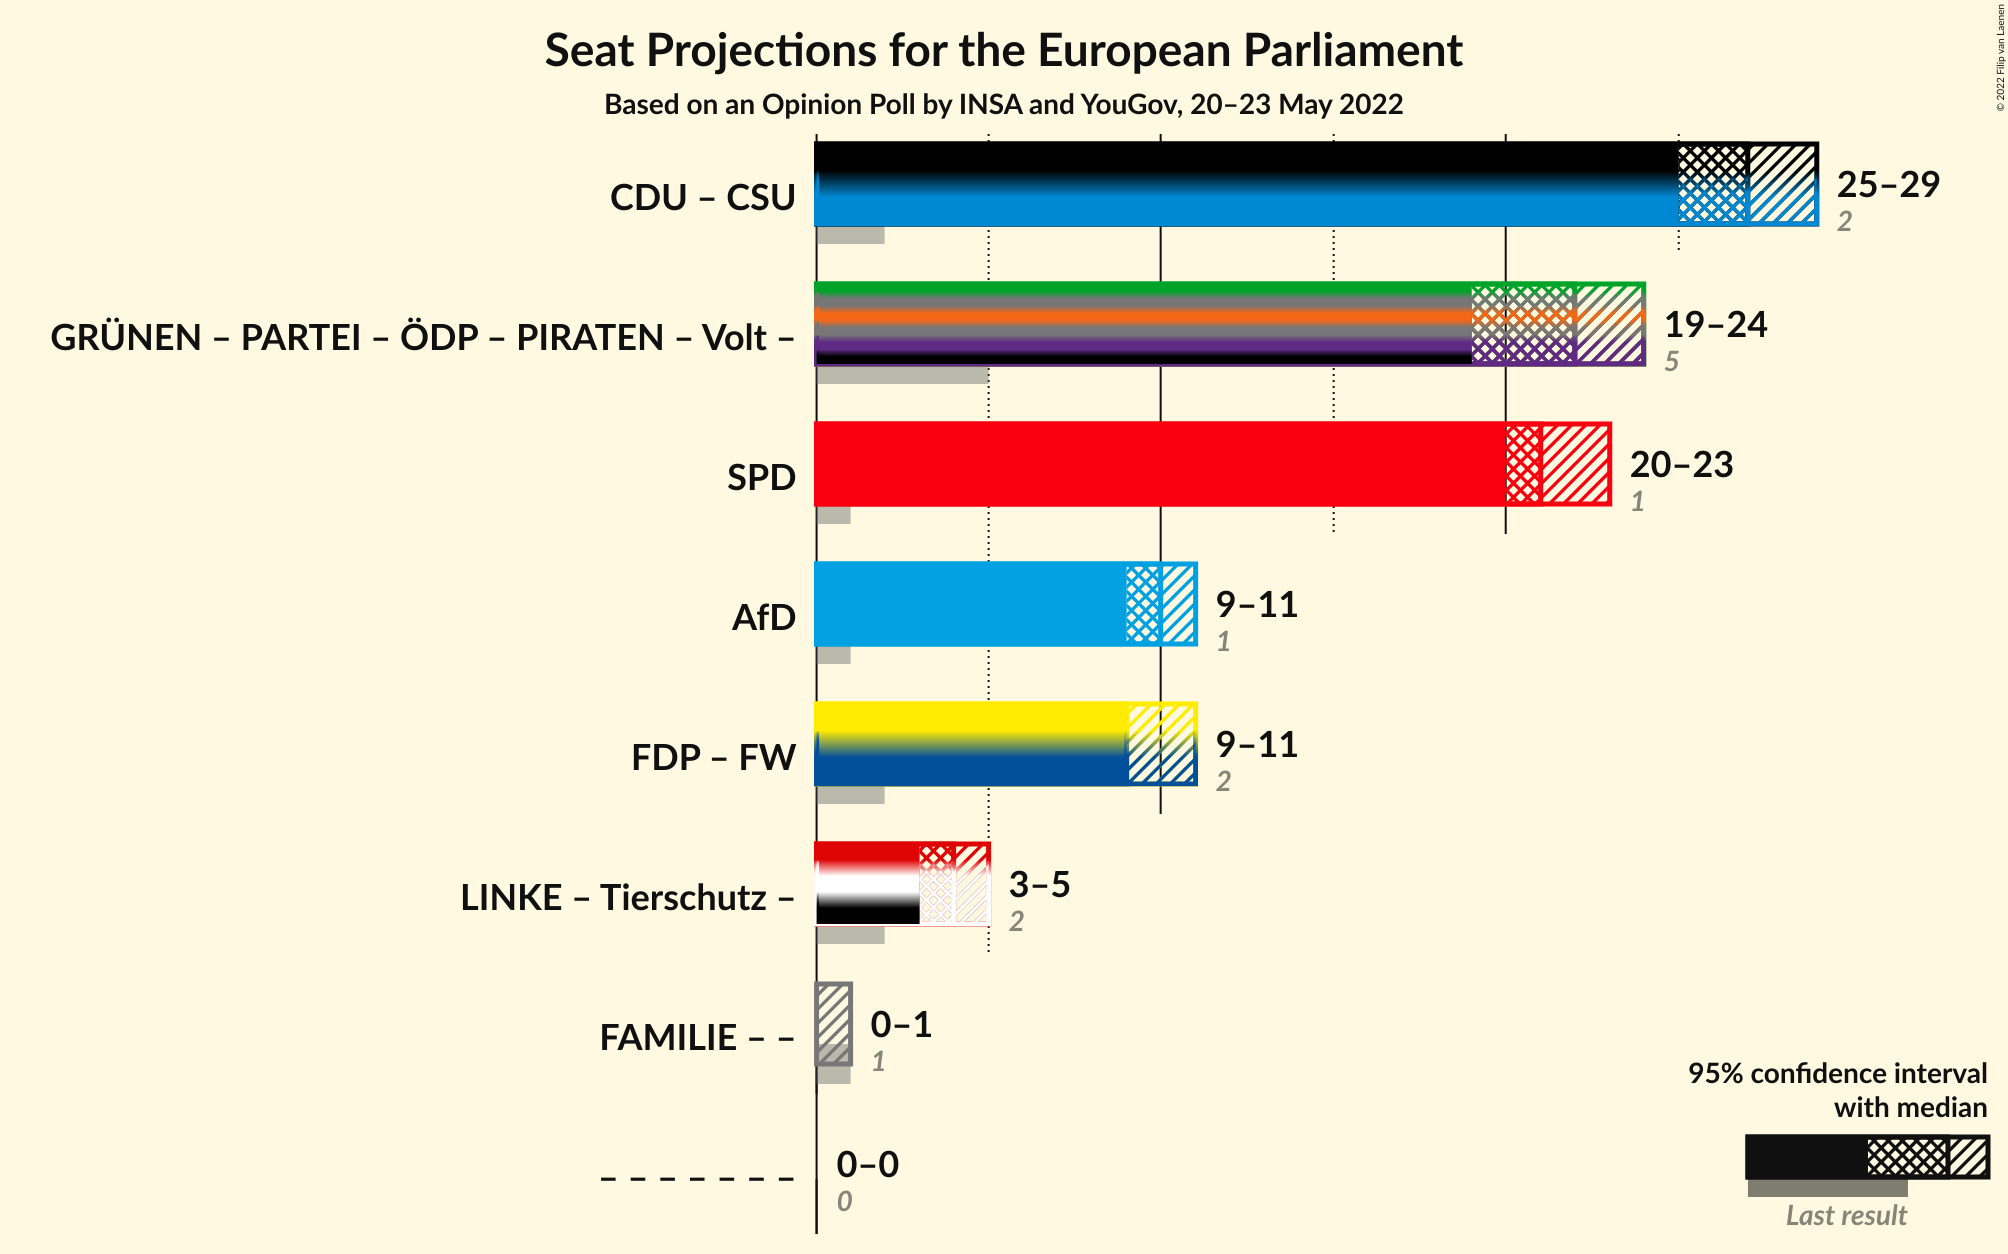 Seat Projections for the European Parliament
Based on an Opinion Poll by INSA and YouGov, 20–23 May 2022
© 2022 Filip van Laenen
CDU – CSU
25–29
2
GRÜNEN – PARTEI – ÖDP – PIRATEN – Volt –
19–24
5
SPD
20–23
1
AfD
9–11
1
FDP – FW
9–11
2
LINKE – Tierschutz –
3–5
2
FAMILIE – –
0–1
1
– – – – – – –
0–0
0
95% confidence interval
with median
Last result